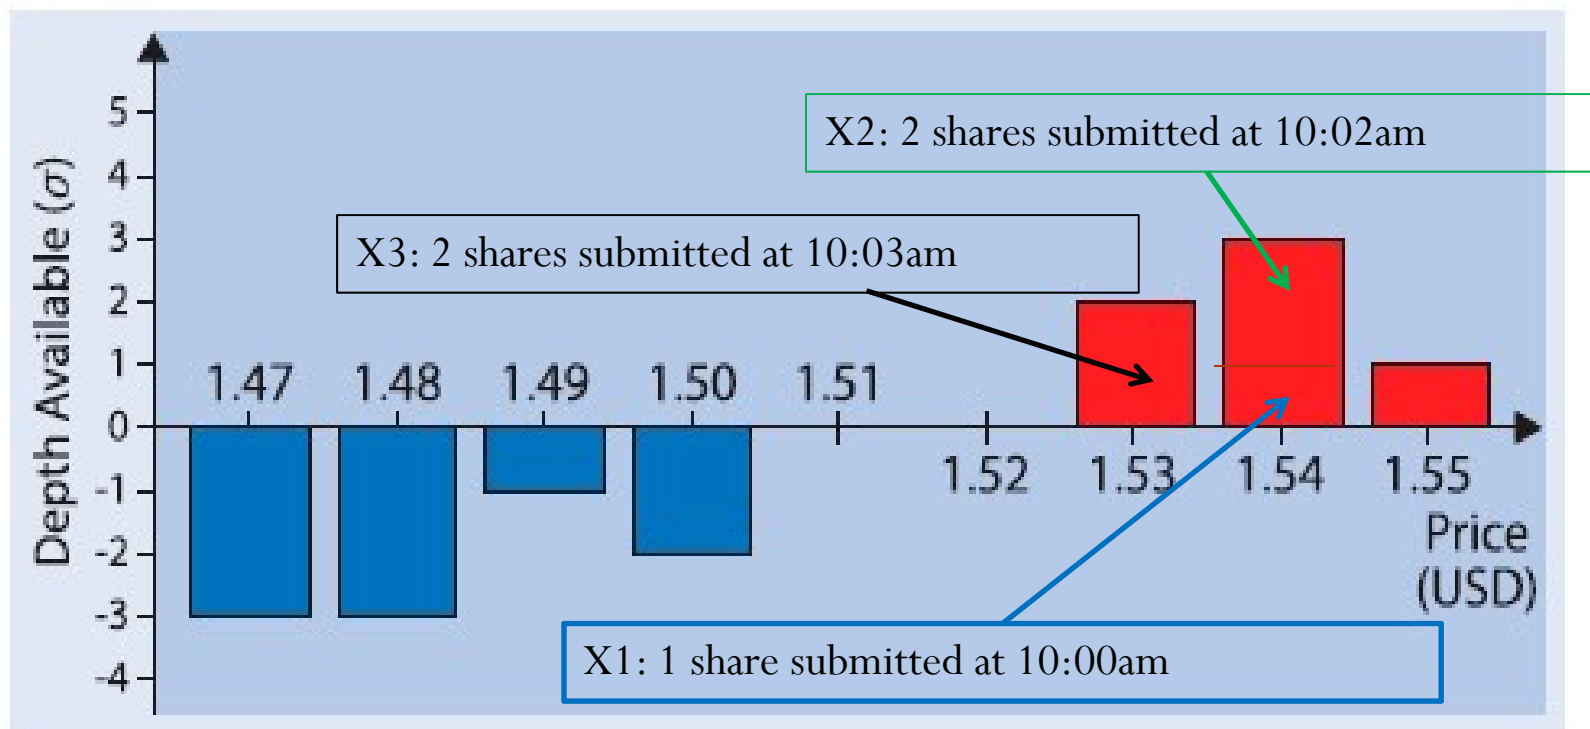 Depth Available (σ)
5
4
3
2
1
0
-1
-2
-3
-4
X2: 2 shares submitted at 10:02am
X3: 2 shares submitted at 10:03am
1.47 1.48 1.49 1.50 1.51
1.52 1.53 1.54 1.55
Price
(USD)
X1: 1 share submitted at 10:00am